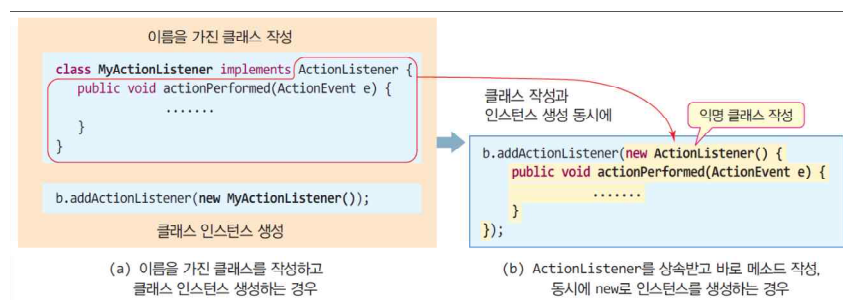 이름을 가진 클래스 작성
class MyActionListener implements ActionListener {
public void actionPerformed(ActionEvent e) {
.......
}
}
b.addActionListener(new MyActionListener());
클래스 인스턴스 생성
(a) 이름을 가진 클래스를 작성하고
클래스 인스턴스 생성하는 경우
클래스 작성과
인스턴스 생성 동시에
익명 클래스 작성
b.addActionListener(new ActionListener() {
public void actionPerformed(ActionEvent e) {
.......
}
});
(b) ActionListener를 상속받고 바로 메소드 작성,
동시에 new로 인스턴스를 생성하는 경우